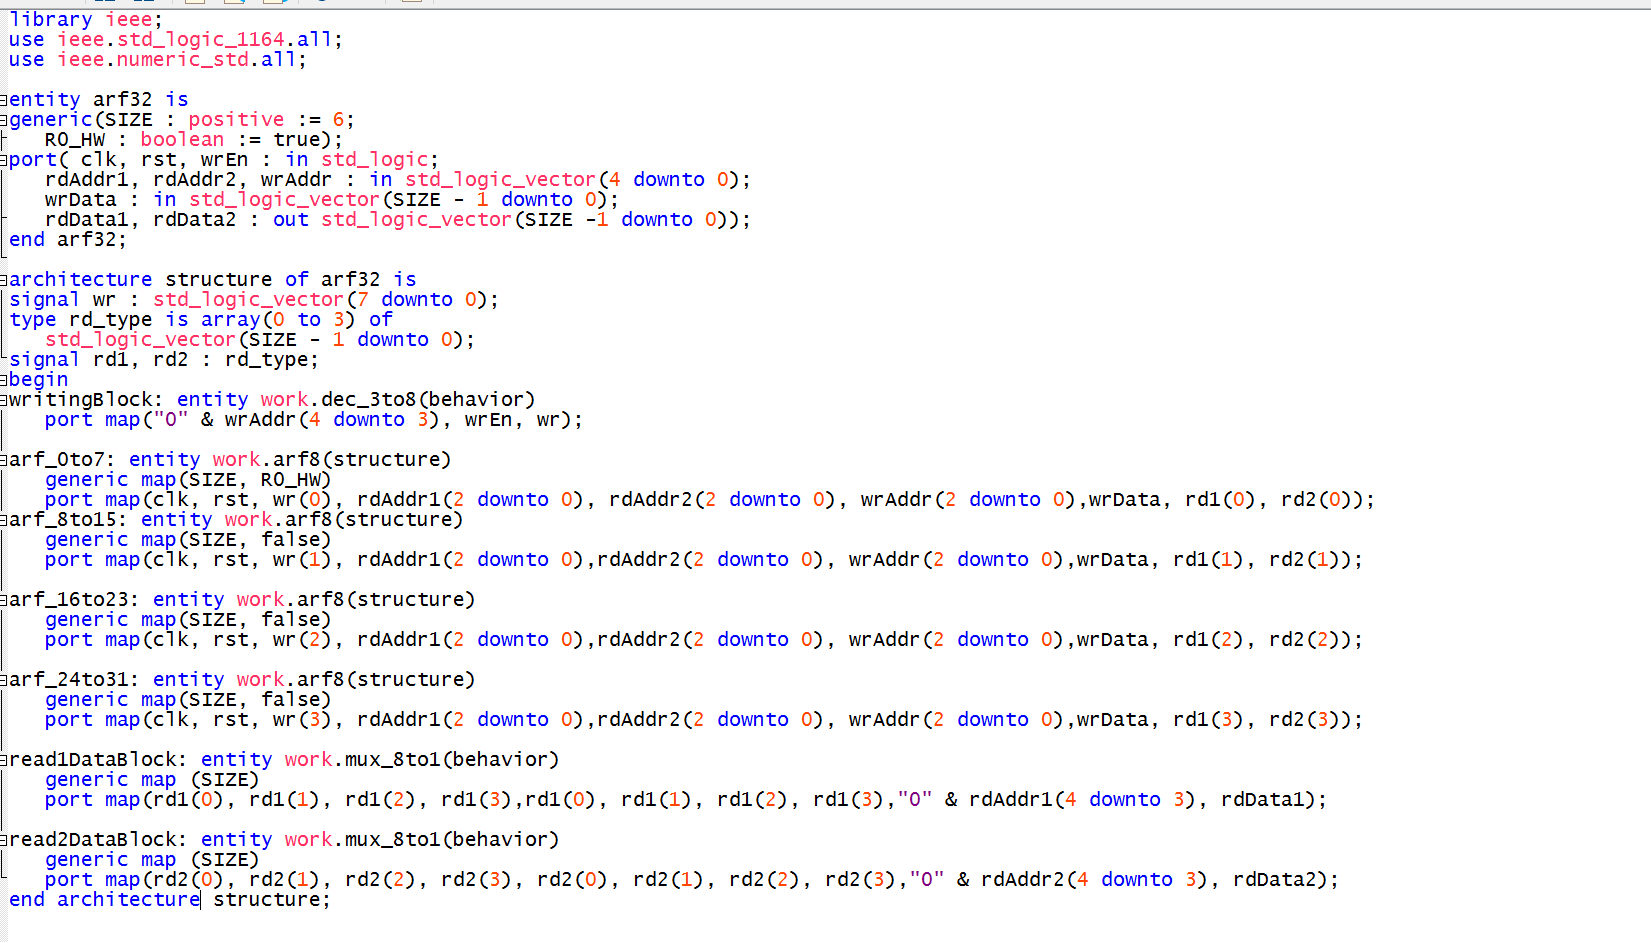 library ieee;
use ieee.std_logic_1164.all;
use ieee.numeric_std.all;
entity arf32 is
generic(SIZE : positive := 6;
R0_HW : boolean := true);
port( clk, rst, wrEn : in std_logic;
rdAddr1, rdAddr2, wrAddr : in std_logic_vector(4 downto 0);
wrData : in std_logic_vector(SIZE - 1 downto 0);
rdData1, rdData2 : out std_logic_vector(SIZE -1 downto 0));
end arf32;
architecture structure of arf32 is
signal wr : std_logic_vector(7 downto 0);
type rd_type is array(0 to 3) of
std_logic_vector(SIZE - 1 downto 0);
signal rd1, rd2 : rd_type;
begin
writingBlock: entity work.dec_3to8(behavior)
port map("0" & wrAddr(4 downto 3), wrEn, wr);
arf_0to7: entity work.arf8(structure)
generic map(SIZE, R0_HW)
port map(clk, rst, wr(0), rdAddr1(2 downto 0), rdAddr2(2 downto 0), wrAddr(2 downto 0),wrData, rd1(0), rd2(0));
arf_8to15: entity work.arf8(structure)
generic map(SIZE, false)
port map(clk, rst, wr(1), rdAddr1(2 downto 0),rdAddr2(2 downto 0), wrAddr(2 downto 0),wrData, rd1(1), rd2(1));
arf_16to23: entity work.arf8(structure)
generic map(SIZE, false)
port map(clk, rst, wr(2), rdAddr1(2 downto 0),rdAddr2(2 downto 0), wrAddr(2 downto 0),wrData, rd1(2), rd2(2));
arf_24to31: entity work.arf8(structure)
generic map(SIZE, false)
port map(clk, rst, wr(3), rdAddr1(2 downto 0),rdAddr2(2 downto 0), wrAddr(2 downto 0),wrData, rd1(3), rd2(3));
read1DataBlock: entity work.mux_8to1(behavior)
generic map (SIZE)
port map(rd1(0), rd1(1), rd1(2), rd1(3),rd1(0), rd1(1), rd1(2), rd1(3),"0" & rdAddr1(4 downto 3), rdData1);
read2DataBlock: entity work.mux_8to1(behavior)
generic map (SIZE)
port map(rd2(0), rd2(1), rd2(2), rd2(3), rd2(0), rd2(1), rd2(2), rd2(3),"0" & rdAddr2(4 downto 3), rdData2);
end architecture structure;